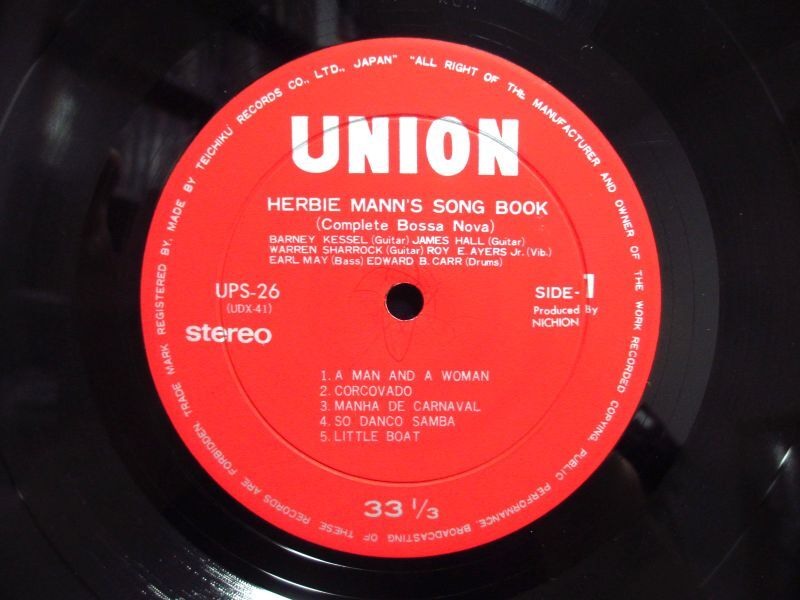 TRADE MARK REGISTERED BY. MADE BY TEICHIKU RECORDS CO., LTD., JAPAN" "ALL RIGHT OF THE MANUFACTURER AND OWNER OF THE WORK RECORDED COPYING, PUBLIC PERFORMANCE, BROADCASTING OF THESE RECORDS ARE FORBIDDEN.
UNION
HERBIE MANN'S SONG BOOK
(Complete Bossa Nova)
BARNEY KESSEL (Guitar) JAMES HALL (Guitar)
WARREN SHARROCK (Guitar) ROY E. AYERS Jr. (Vib.)
EARL MAY (Bass) EDWARD B. CARR (Drums)
UPS-26
(UDX-41)
stereo
SIDE-1
Produced By
NICHION
1. A MAN AND A WOMAN
2. CORCOVADO
3. MANHA DE CARNAVAL
4. SO DANCO SAMBA
5. LITTLE BOAT
33 1/3